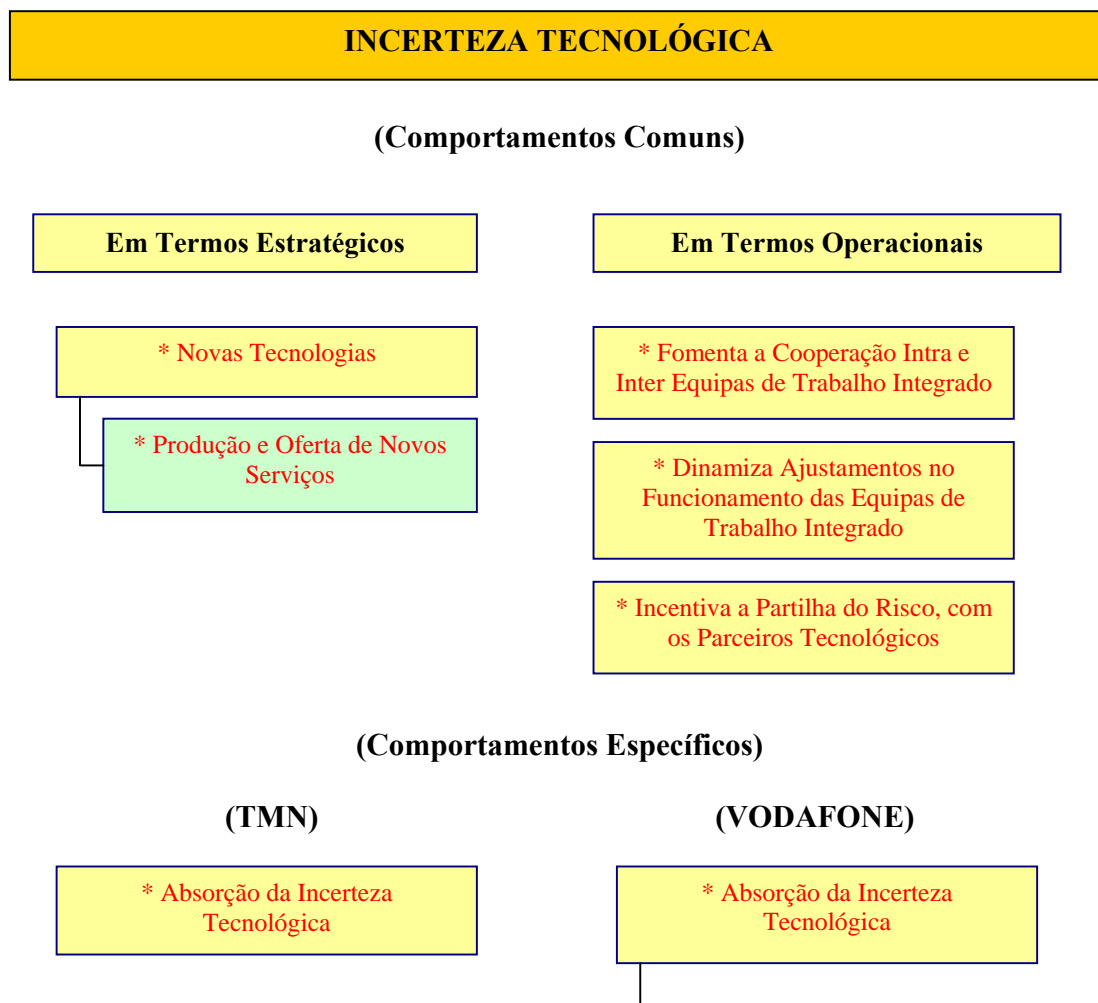 INCERTEZA TECNOLÓGICA
(Comportamentos Comuns)
Em Termos Estratégicos
* Novas Tecnologias
* Produção e Oferta de Novos
Serviços
Em Termos Operacionais
* Fomenta a Cooperação Intra e
Inter Equipas de Trabalho Integrado
* Dinamiza Ajustamentos no
Funcionamento das Equipas de
Trabalho Integrado
* Incentiva a Partilha do Risco, com
os Parceiros Tecnológicos
(Comportamentos Específicos)
(TMN)
* Absorção da Incerteza
Tecnológica
(VODAFONE)
* Absorção da Incerteza
Tecnológica